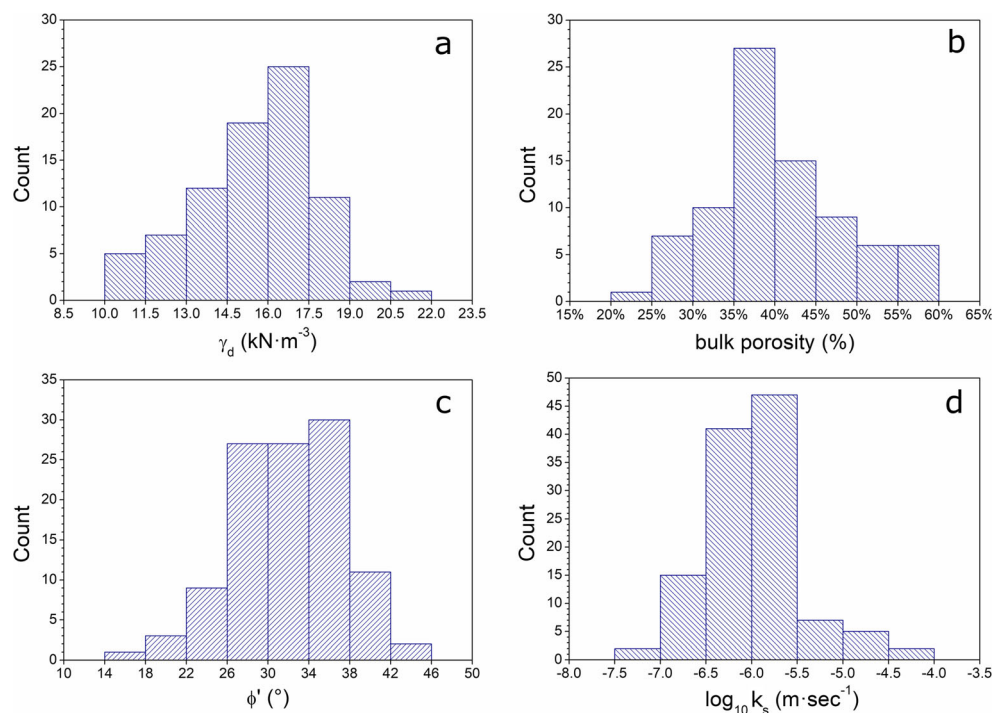 a
Count
30
25
20
15
10
5
0
8.5 10.0 11.5 13.0 14.5 16.0 17.5 19.0 20.5 22.0 23.5
γd (kN·m⁻³)
b
Count
30
25
20
15
10
5
0
15% 20% 25% 30% 35% 40% 45% 50% 55% 60% 65%
bulk porosity (%)
c
Count
35
30
25
20
15
10
5
0
10 14 18 22 26 30 34 38 42 46 50
ϕ' (°)
d
Count
50
45
40
35
30
25
20
15
10
5
0
-8.0 -7.5 -7.0 -6.5 -6.0 -5.5 -5.0 -4.5 -4.0 -3.5
log₁₀ kₛ (m·sec⁻¹)